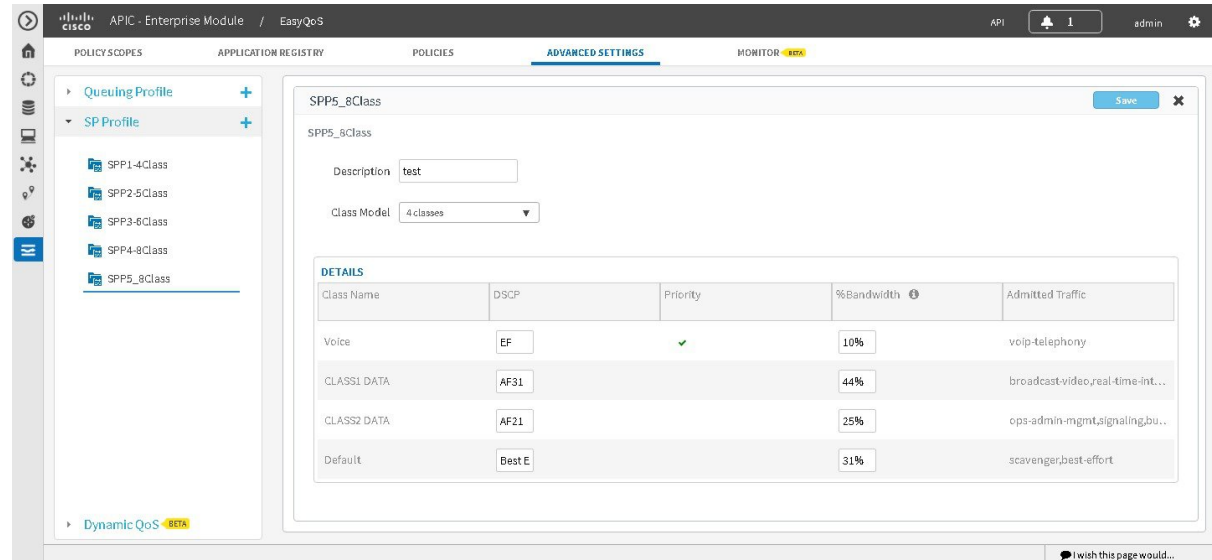 cisco APIC - Enterprise Module / EasyQoS API 1 admin
POLICY SCOPES APPLICATION REGISTRY POLICIES ADVANCED SETTINGS MONITOR BETA
Queuing Profile +
SP Profile +
SPP1-4Class
SPP2-5Class
SPP3-6Class
SPP4-8Class
SPP5_8Class
Dynamic QoS BETA
SPP5_8Class Save
SPP5_8Class
Description test
Class Model 4 classes
DETAILS
Class Name DSCP Priority %Bandwidth Admitted Traffic
Voice EF 10% voip-telephony
CLASS1 DATA AF31 44% broadcast-video,real-time-int...
CLASS2 DATA AF21 25% ops-admin-mgmt,signaling,bu...
Default Best E 31% scavenger,best-effort
I wish this page would...